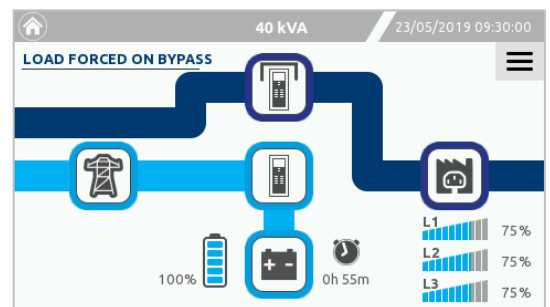 40 kVA
23/05/2019 09:30:00
LOAD FORCED ON BYPASS
L1
75%
L2
75%
100%
0h 55m
L3
75%